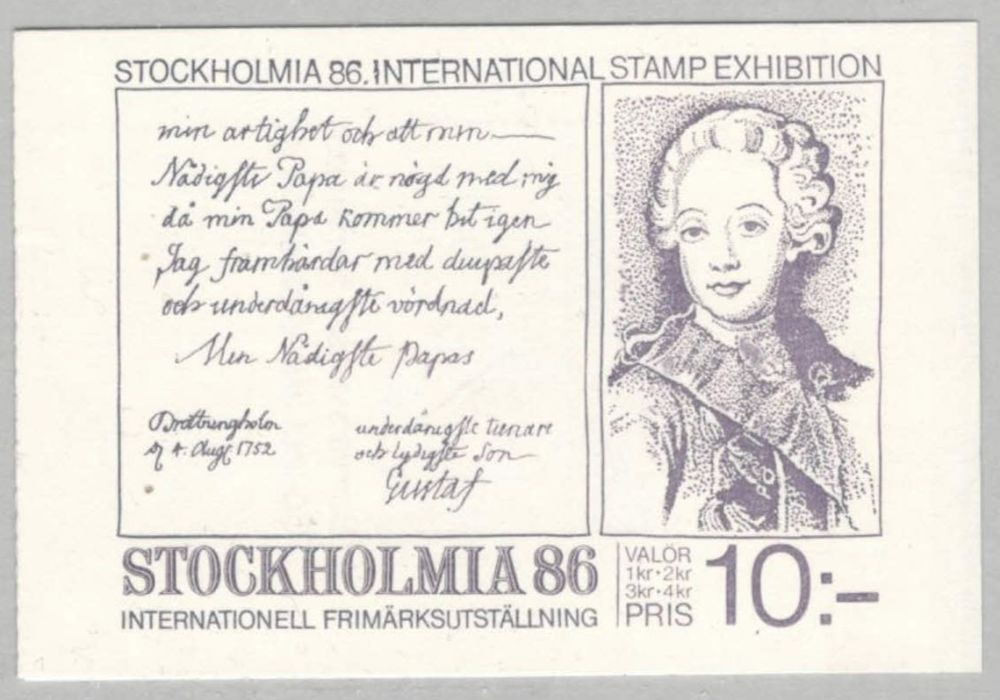 STOCKHOLMIA 86. INTERNATIONAL STAMP EXHIBITION
min artighet och att min
Nådigste Papa är nögd med mig
då min Papa kommer hit igen
Jag framhärdar med diupaste
och underdånigste vördnad,
Min Nådigste Papas
Drottningholm
d 4. Aug. 1752
underdånigste tienare
och lydigste Son
Gustaf
STOCKHOLMIA 86
INTERNATIONELL FRIMÄRKSUTSTÄLLNING
VALÖR
1kr·2kr
3kr·4kr
PRIS
10:-